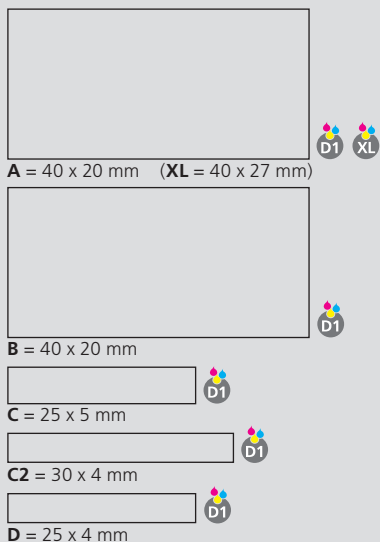 D1 XL
A = 40 x 20 mm (XL = 40 x 27 mm)
D1
B = 40 x 20 mm
D1
C = 25 x 5 mm
D1
C2 = 30 x 4 mm
D1
D = 25 x 4 mm